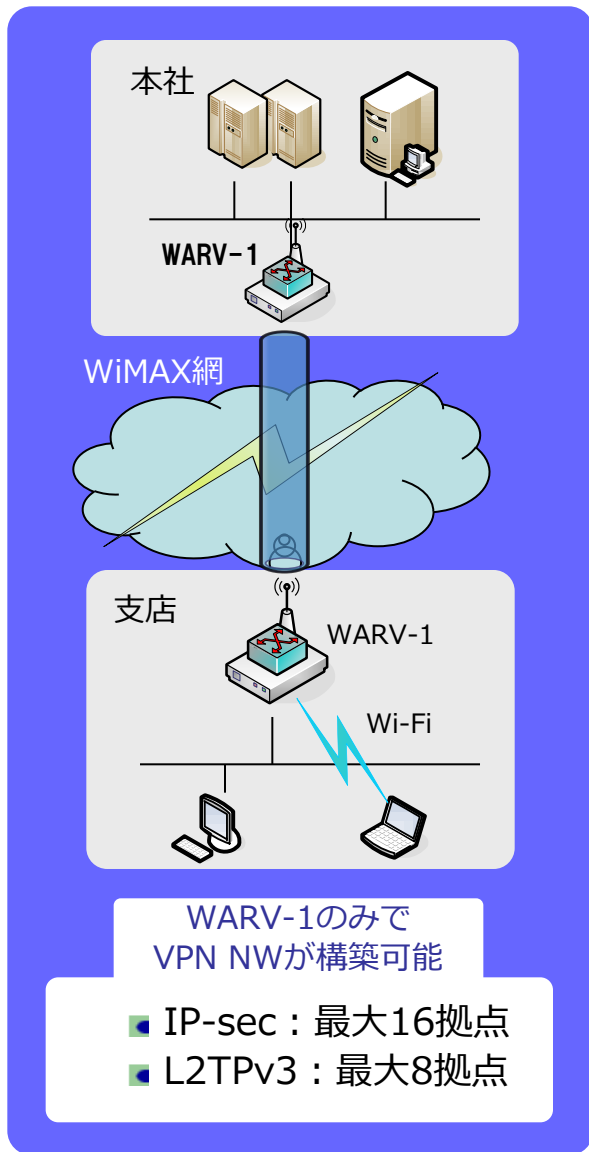 本社
WARV-1
WiMAX網
支店
WARV-1
Wi-Fi
WARV-1のみで
VPN NWが構築可能
IP-sec：最大16拠点
L2TPv3：最大8拠点